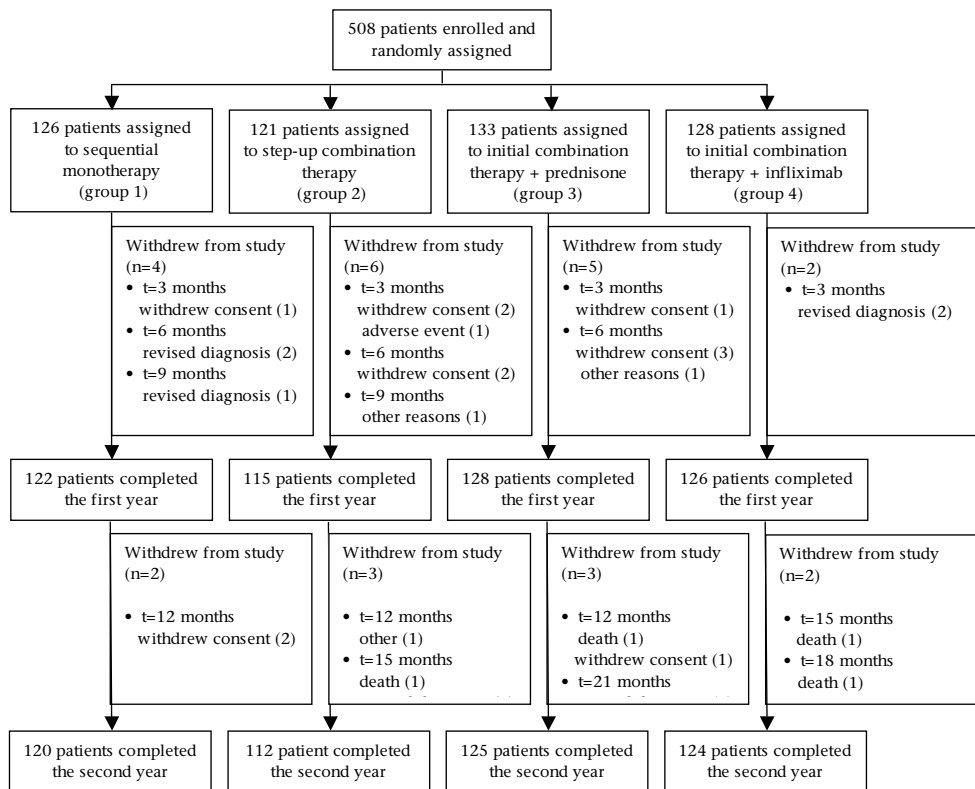 508 patients enrolled and
randomly assigned
126 patients assigned
to sequential
monotherapy
(group 1)
121 patients assigned
to step-up combination
therapy
(group 2)
133 patients assigned
to initial combination
therapy + prednisone
(group 3)
128 patients assigned
to initial combination
therapy + infliximab
(group 4)
Withdrew from study
(n=4)
• t=3 months
withdrew consent (1)
• t=6 months
revised diagnosis (2)
• t=9 months
revised diagnosis (1)
Withdrew from study
(n=6)
• t=3 months
withdrew consent (2)
adverse event (1)
• t=6 months
withdrew consent (2)
• t=9 months
other reasons (1)
Withdrew from study
(n=5)
• t=3 months
withdrew consent (1)
• t=6 months
withdrew consent (3)
other reasons (1)
Withdrew from study
(n=2)
• t=3 months
revised diagnosis (2)
122 patients completed
the first year
115 patients completed
the first year
128 patients completed
the first year
126 patients completed
the first year
Withdrew from study
(n=2)
• t=12 months
withdrew consent (2)
Withdrew from study
(n=3)
• t=12 months
other (1)
• t=15 months
death (1)
Withdrew from study
(n=3)
• t=12 months
death (1)
withdrew consent (1)
• t=21 months
Withdrew from study
(n=2)
• t=15 months
death (1)
• t=18 months
death (1)
120 patients completed
the second year
112 patient completed
the second year
125 patients completed
the second year
124 patients completed
the second year